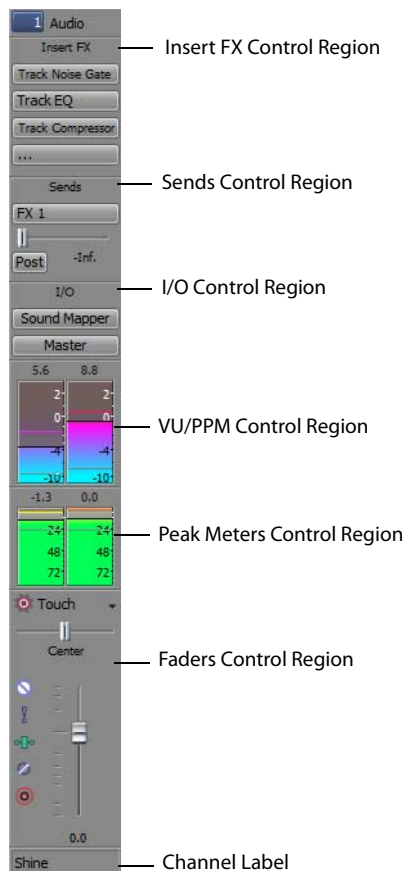 1 Audio
Insert FX
Insert FX Control Region
Track Noise Gate
Track EQ
Track Compressor
...
Sends
Sends Control Region
FX 1
Post -Inf.
I/O
I/O Control Region
Sound Mapper
Master
5.6 8.8
2 2
0 0
-4 -4
VU/PPM Control Region
-10 -10
-1.3 0.0
24 24
Peak Meters Control Region
48 48
72 72
Touch
Center
Faders Control Region
0.0
Shine
Channel Label